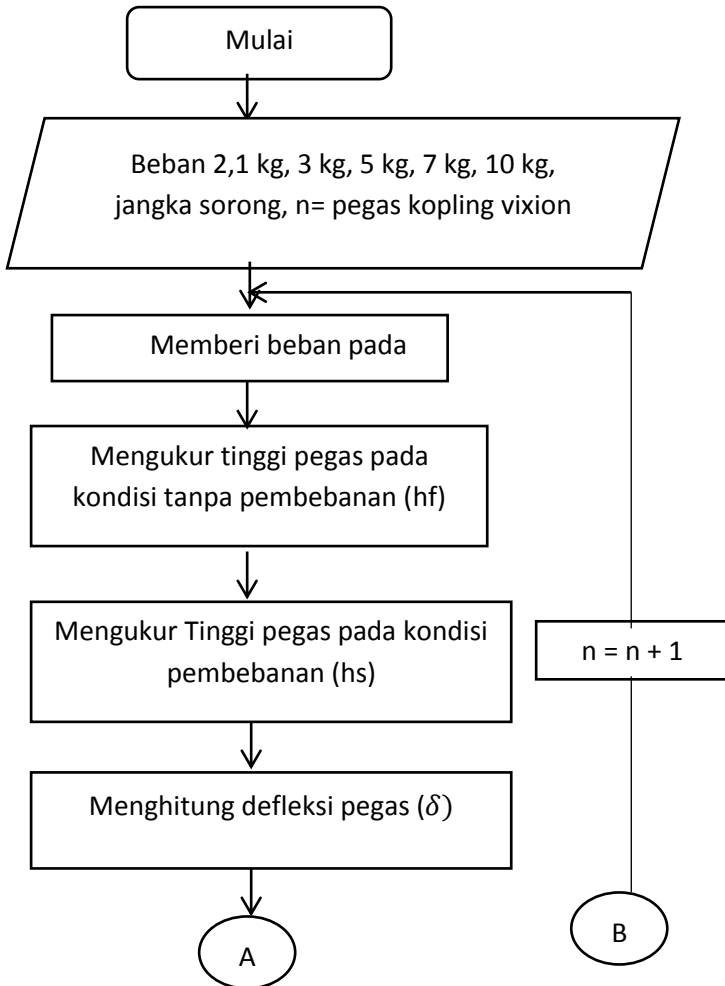 Mulai
Beban 2,1 kg, 3 kg, 5 kg, 7 kg, 10 kg,
jangka sorong, n= pegas kopling vixion
Memberi beban pada
Mengukur tinggi pegas pada
kondisi tanpa pembebanan (hf)
Mengukur Tinggi pegas pada kondisi
pembebanan (hs)
n = n + 1
Menghitung defleksi pegas (δ)
A
B